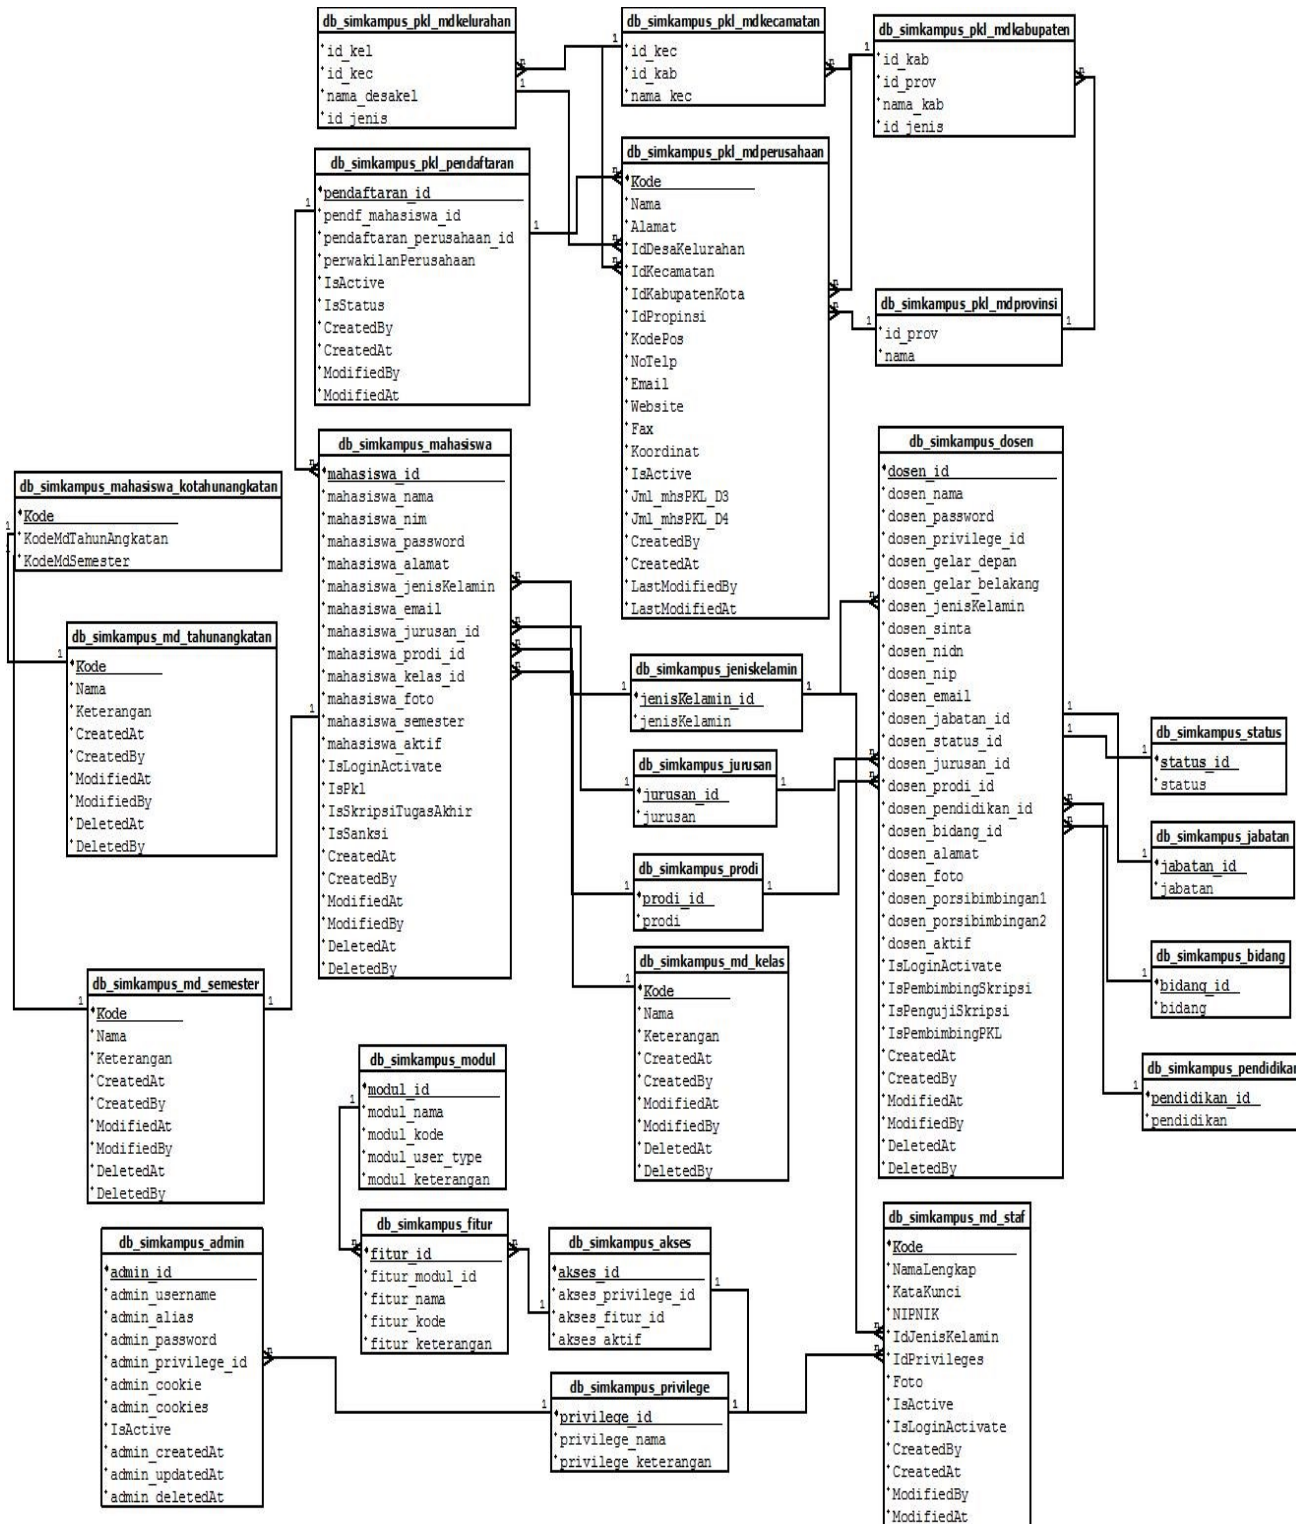 db_simkampus_pkl_mdkelurahan
id_kel
id_kec
nama_desakel
id_jenis
db_simkampus_pkl_mdkecamatan
id_kec
id_kab
nama_kec
db_simkampus_pkl_mdkabupaten
id_kab
id_prov
nama_kab
id_jenis
db_simkampus_pkl_pendaftaran
pendaftaran_id
pendf_mahasiswa_id
pendaftaran_perusahaan_id
perwakilanPerusahaan
IsActive
IsStatus
CreatedBy
CreatedAt
ModifiedBy
ModifiedAt
db_simkampus_pkl_mdperusahaan
Kode
Nama
Alamat
IdDesaKelurahan
IdKecamatan
IdKabupatenKota
IdPropinsi
KodePos
NoTelp
Email
Website
Fax
Koordinat
IsActive
Jml_mhsPKL_D3
Jml_mhsPKL_D4
CreatedBy
CreatedAt
LastModifiedBy
LastModifiedAt
db_simkampus_pkl_mdprovinsi
id_prov
nama
db_simkampus_mahasiswa_kotahunangkatan
Kode
KodeMdTahunAngkatan
KodeMdSemester
db_simkampus_mahasiswa
mahasiswa_id
mahasiswa_nama
mahasiswa_nim
mahasiswa_password
mahasiswa_alamat
mahasiswa_jenisKelamin
mahasiswa_email
mahasiswa_jurusan_id
mahasiswa_prodi_id
mahasiswa_kelas_id
mahasiswa_foto
mahasiswa_semester
mahasiswa_aktif
IsLoginActivate
IsPkl
IsSkripsiTugasAkhir
IsSanksi
CreatedAt
CreatedBy
ModifiedAt
ModifiedBy
DeletedAt
DeletedBy
db_simkampus_dosen
dosen_id
dosen_nama
dosen_password
dosen_privilege_id
dosen_gelar_depan
dosen_gelar_belakang
dosen_jenisKelamin
dosen_sinta
dosen_nidn
dosen_nip
dosen_email
dosen_jabatan_id
dosen_status_id
dosen_jurusan_id
dosen_prodi_id
dosen_pendidikan_id
dosen_bidang_id
dosen_alamat
dosen_foto
dosen_porsibimbingan1
dosen_porsibimbingan2
dosen_aktif
IsLoginActivate
IsPembimbingSkripsi
IsPengujiSkripsi
IsPembimbingPKL
CreatedAt
CreatedBy
ModifiedAt
ModifiedBy
DeletedAt
DeletedBy
db_simkampus_md_tahunangkatan
Kode
Nama
Keterangan
CreatedAt
CreatedBy
ModifiedAt
ModifiedBy
DeletedAt
DeletedBy
db_simkampus_jeniskelamin
jenisKelamin_id
jenisKelamin
db_simkampus_jurusan
jurusan_id
jurusan
db_simkampus_prodi
prodi_id
prodi
db_simkampus_md_kelas
Kode
Nama
Keterangan
CreatedAt
CreatedBy
ModifiedAt
ModifiedBy
DeletedAt
DeletedBy
db_simkampus_status
status_id
status
db_simkampus_jabatan
jabatan_id
jabatan
db_simkampus_bidang
bidang_id
bidang
db_simkampus_pendidikan
pendidikan_id
pendidikan
db_simkampus_md_semester
Kode
Nama
Keterangan
CreatedAt
CreatedBy
ModifiedAt
ModifiedBy
DeletedAt
DeletedBy
db_simkampus_modul
modul_id
modul_nama
modul_kode
modul_user_type
modul_keterangan
db_simkampus_admin
admin_id
admin_username
admin_alias
admin_password
admin_privilege_id
admin_cookie
admin_cookies
IsActive
admin_createdAt
admin_updatedAt
admin_deletedAt
db_simkampus_fitur
fitur_id
fitur_modul_id
fitur_nama
fitur_kode
fitur_keterangan
db_simkampus_akses
akses_id
akses_privilege_id
akses_fitur_id
akses_aktif
db_simkampus_privilege
privilege_id
privilege_nama
privilege_keterangan
db_simkampus_md_staf
Kode
NamaLengkap
KataKunci
NIPNIK
IdJenisKelamin
IdPrivileges
Foto
IsActive
IsLoginActivate
CreatedBy
CreatedAt
ModifiedBy
ModifiedAt